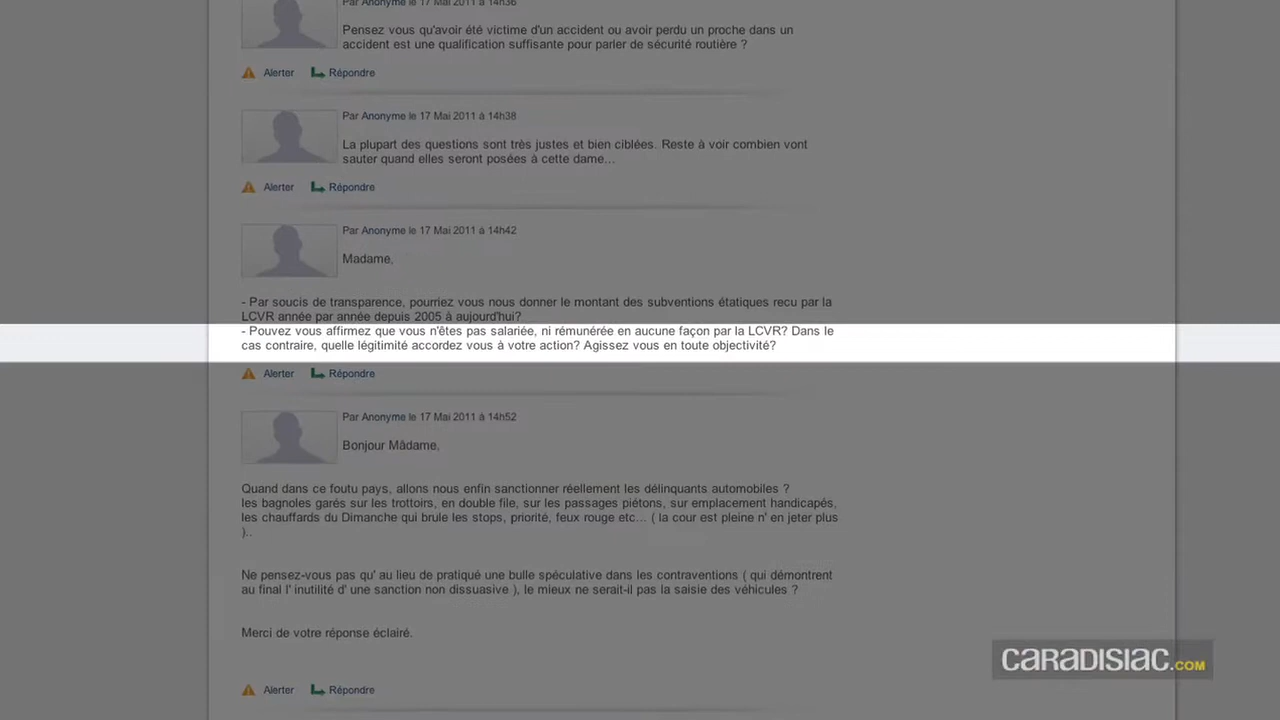 Par Anonyme le 17 Mai 2011 à 14h36
Pensez vous qu'avoir été victime d'un accident ou avoir perdu un proche dans un
accident est une qualification suffisante pour parler de sécurité routière ?
Alerter Répondre
Par Anonyme le 17 Mai 2011 à 14h38
La plupart des questions sont très justes et bien ciblées. Reste à voir combien vont
sauter quand elles seront posées à cette dame...
Alerter Répondre
Par Anonyme le 17 Mai 2011 à 14h42
Madame,
- Par soucis de transparence, pourriez vous nous donner le montant des subventions étatiques recu par la
LCVR année par année depuis 2005 à aujourd'hui?
- Pouvez vous affirmez que vous n'êtes pas salariée, ni rémunérée en aucune façon par la LCVR? Dans le
cas contraire, quelle légitimité accordez vous à votre action? Agissez vous en toute objectivité?
Alerter Répondre
Par Anonyme le 17 Mai 2011 à 14h52
Bonjour Mâdame,
Quand dans ce foutu pays, allons nous enfin sanctionner réellement les délinquants automobiles ?
les bagnoles garés sur les trottoirs, en double file, sur les passages piétons, sur emplacement handicapés,
les chauffards du Dimanche qui brule les stops, priorité, feux rouge etc... ( la cour est pleine n' en jeter plus
)..
Ne pensez-vous pas qu' au lieu de pratiqué une bulle spéculative dans les contraventions ( qui démontrent
au final l' inutilité d' une sanction non dissuasive ), le mieux ne serait-il pas la saisie des véhicules ?
Merci de votre réponse éclairé.
CARADISIAC.COM
Alerter Répondre